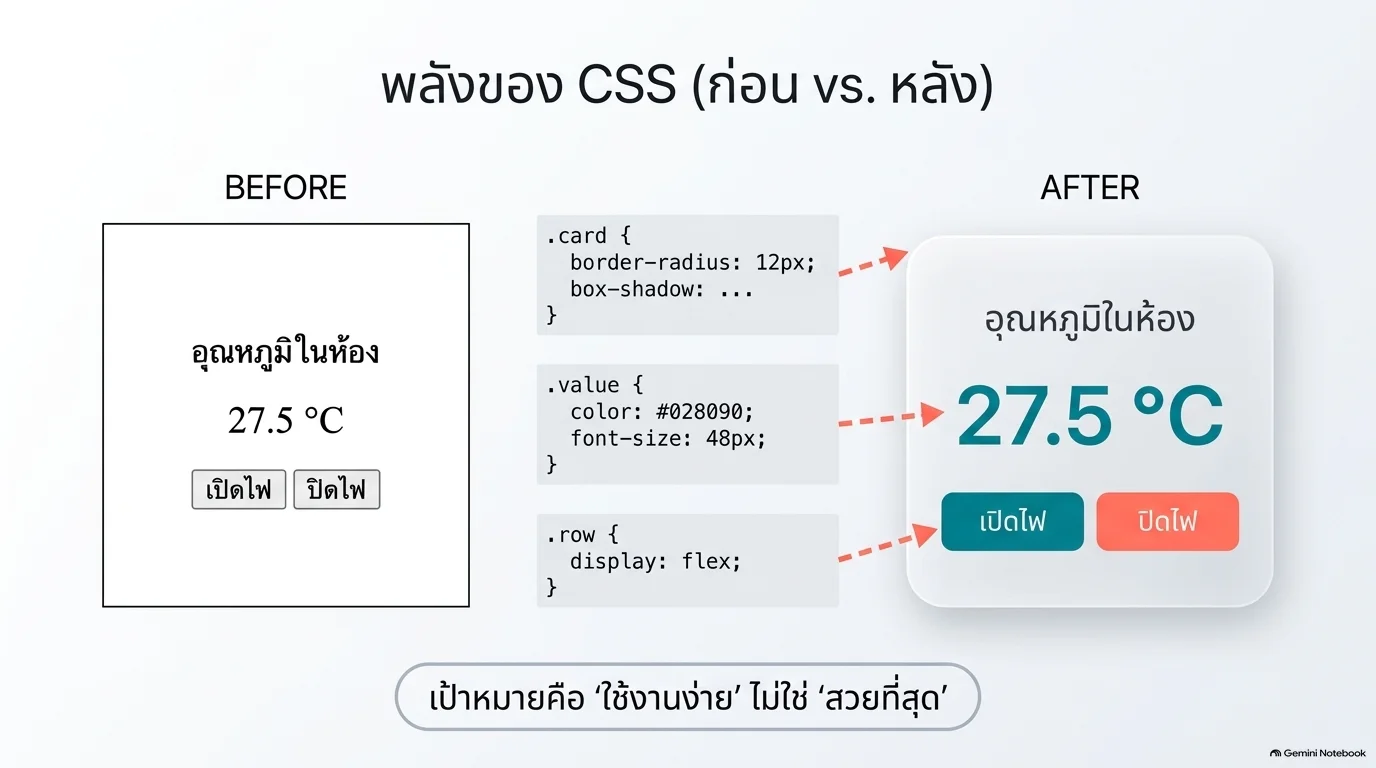 พลังของ CSS (ก่อน vs. หลัง)
BEFORE
อุณหภูมิในห้อง
27.5 °C
เปิดไฟ ปิดไฟ
.card {
  border-radius: 12px;
  box-shadow: ...
}
.value {
  color: #028090;
  font-size: 48px;
}
.row {
  display: flex;
}
AFTER
อุณหภูมิในห้อง
27.5 °C
เปิดไฟ ปิดไฟ
เป้าหมายคือ ‘ใช้งานง่าย’ ไม่ใช่ ‘สวยที่สุด’
Gemini Notebook